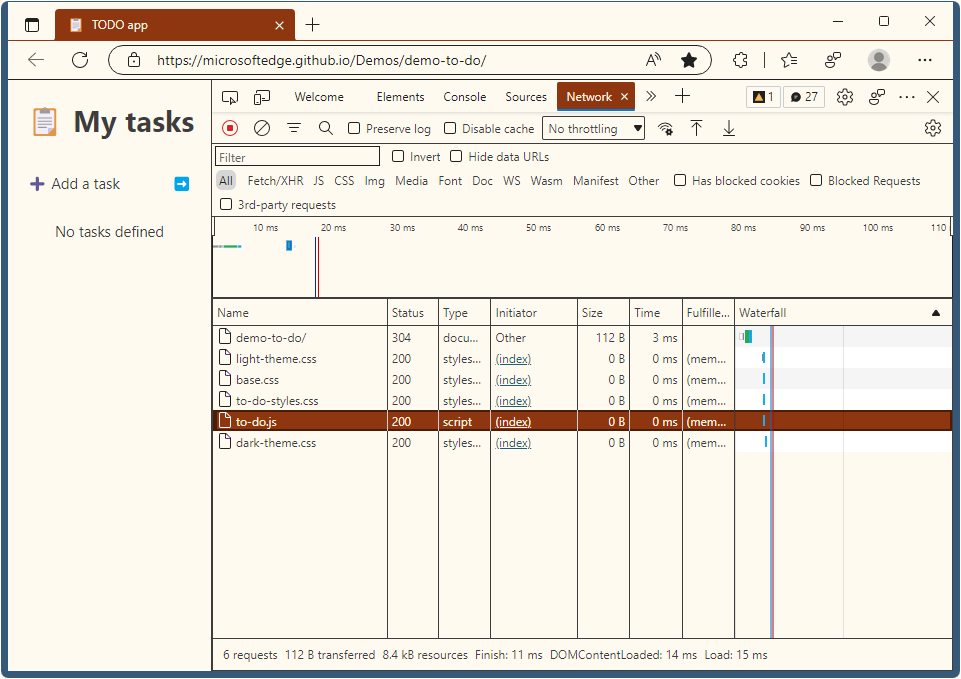 TODO app
https://microsoftedge.github.io/Demos/demo-to-do/
My tasks
Add a task
No tasks defined
Welcome Elements Console Sources Network 1 27
Preserve log Disable cache No throttling
Filter Invert Hide data URLs
All Fetch/XHR JS CSS Img Media Font Doc WS Wasm Manifest Other Has blocked cookies Blocked Requests
3rd-party requests
10 ms 20 ms 30 ms 40 ms 50 ms 60 ms 70 ms 80 ms 90 ms 100 ms 110
Name Status Type Initiator Size Time Fulfille... Waterfall
demo-to-do/ 304 docu... Other 112 B 3 ms
light-theme.css 200 styles... (index) 0 B 0 ms (mem...
base.css 200 styles... (index) 0 B 0 ms (mem...
to-do-styles.css 200 styles... (index) 0 B 0 ms (mem...
to-do.js 200 script (index) 0 B 0 ms (mem...
dark-theme.css 200 styles... (index) 0 B 0 ms (mem...
6 requests 112 B transferred 8.4 kB resources Finish: 11 ms DOMContentLoaded: 14 ms Load: 15 ms